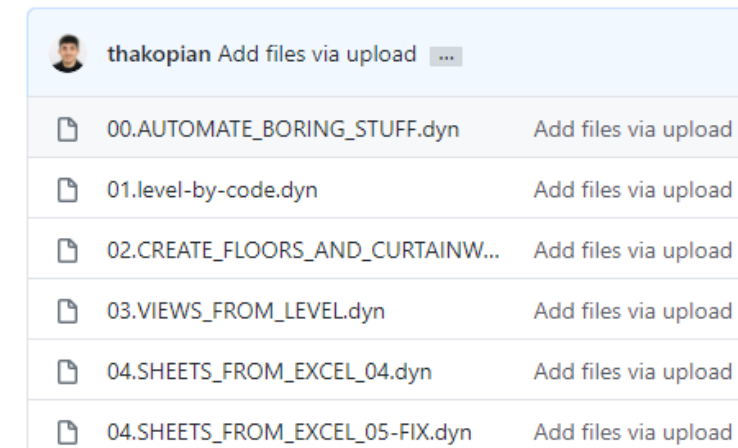 thakopian Add files via upload ...
00.AUTOMATE_BORING_STUFF.dyn Add files via upload
01.level-by-code.dyn Add files via upload
02.CREATE_FLOORS_AND_CURTAINW... Add files via upload
03.VIEWS_FROM_LEVEL.dyn Add files via upload
04.SHEETS_FROM_EXCEL_04.dyn Add files via upload
04.SHEETS_FROM_EXCEL_05-FIX.dyn Add files via upload